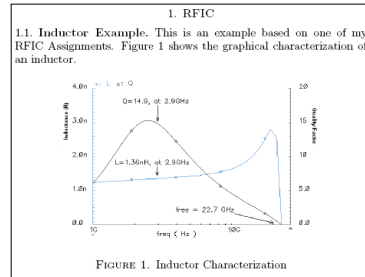 1. RFIC
1.1. Inductor Example. This is an example based on one of my
RFIC Assignments. Figure 1 shows the graphical characterization of
an inductor.
v: L a: Q
4.0n
3.0n
2.0n
1.0n
0.0
Inductance (H)
Q=14.9, at 2.9GHz
L=1.36nH, at 2.9GHz
fres = 22.7 GHz
20
15
10
5.0
0.0
Quality Factor
1G
10G
freq ( Hz )
FIGURE 1. Inductor Characterization